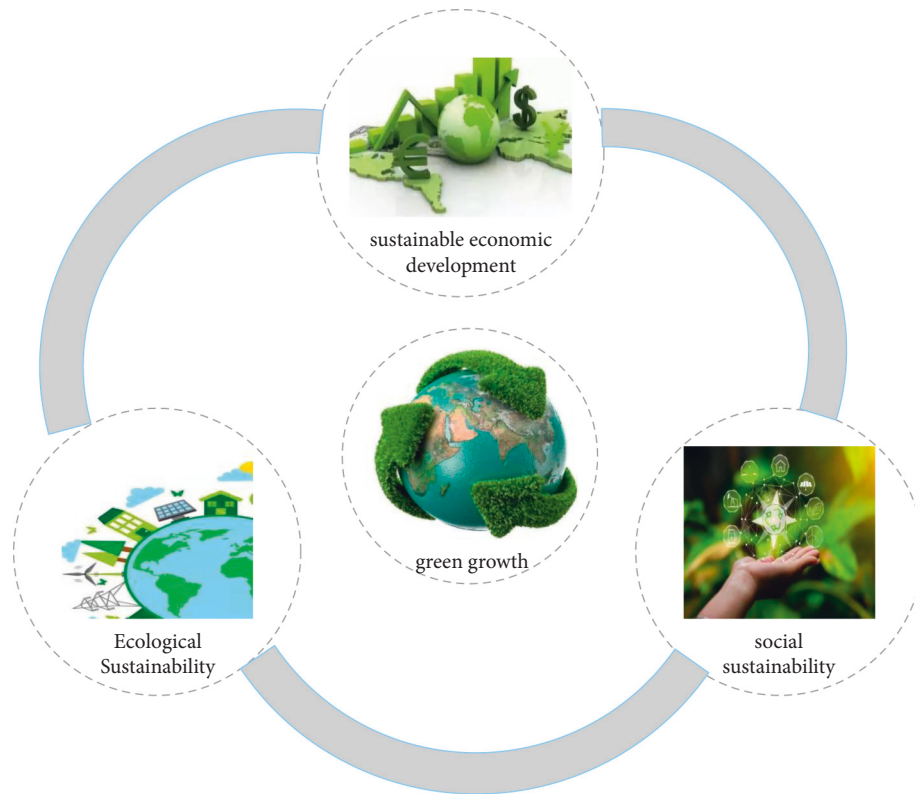 sustainable economic
development
green growth
Ecological
Sustainability
social
sustainability